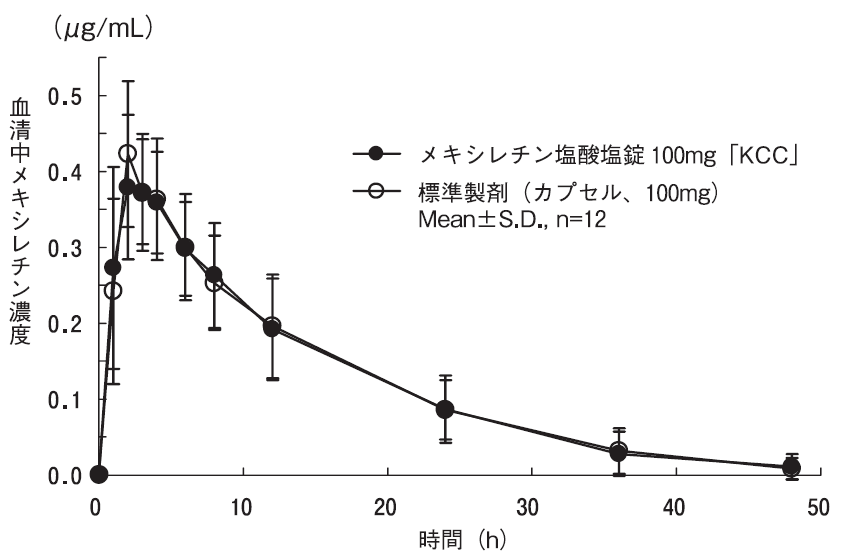 (μg/mL)
血清中メキシレチン濃度
0.5
0.4
0.3
0.2
0.1
0.0
メキシレチン塩酸塩錠 100mg「KCC」
標準製剤（カプセル、100mg）
Mean±S.D., n=12
0 10 20 30 40 50
時間（h）